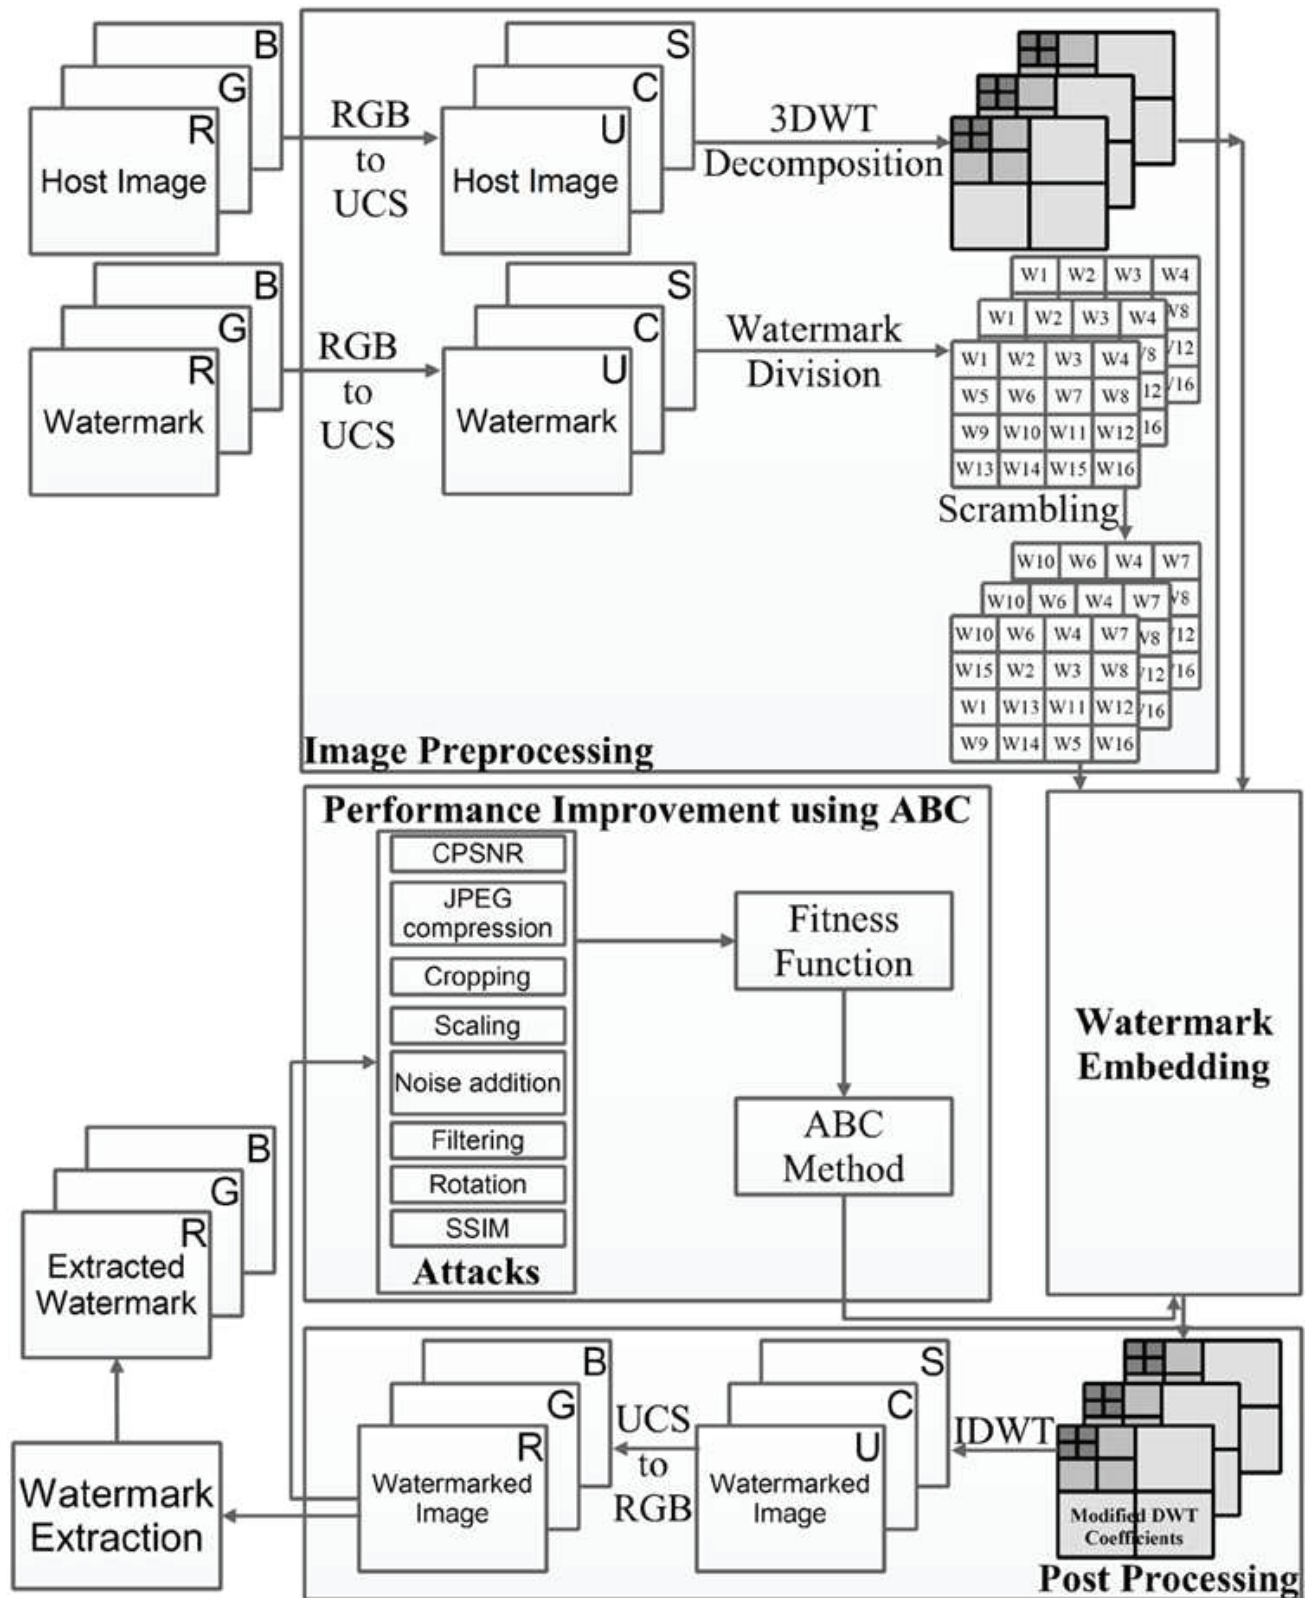 B
G
R
Host Image
RGB
to
UCS
S
C
U
Host Image
3DWT
Decomposition
B
G
R
Watermark
RGB
to
UCS
S
C
U
Watermark
Watermark
Division
W1 W2 W3 W4
W1 W2 W3 W4
W1 W2 W3 W4
W5 W6 W7 W8
W9 W10 W11 W12
W13 W14 W15 W16
Scrambling
W10 W6 W4 W7
W10 W6 W4 W7
W10 W6 W4 W7
W15 W2 W3 W8
W1 W13 W11 W12
W9 W14 W5 W16
Image Preprocessing
Performance Improvement using ABC
CPSNR
JPEG
compression
Cropping
Scaling
Noise addition
Filtering
Rotation
SSIM
Attacks
Fitness
Function
ABC
Method
Watermark
Embedding
B
G
R
Extracted
Watermark
Watermark
Extraction
B
G
R
Watermarked
Image
UCS
to
RGB
S
C
U
Watermarked
Image
IDWT
Modified DWT
Coefficients
Post Processing